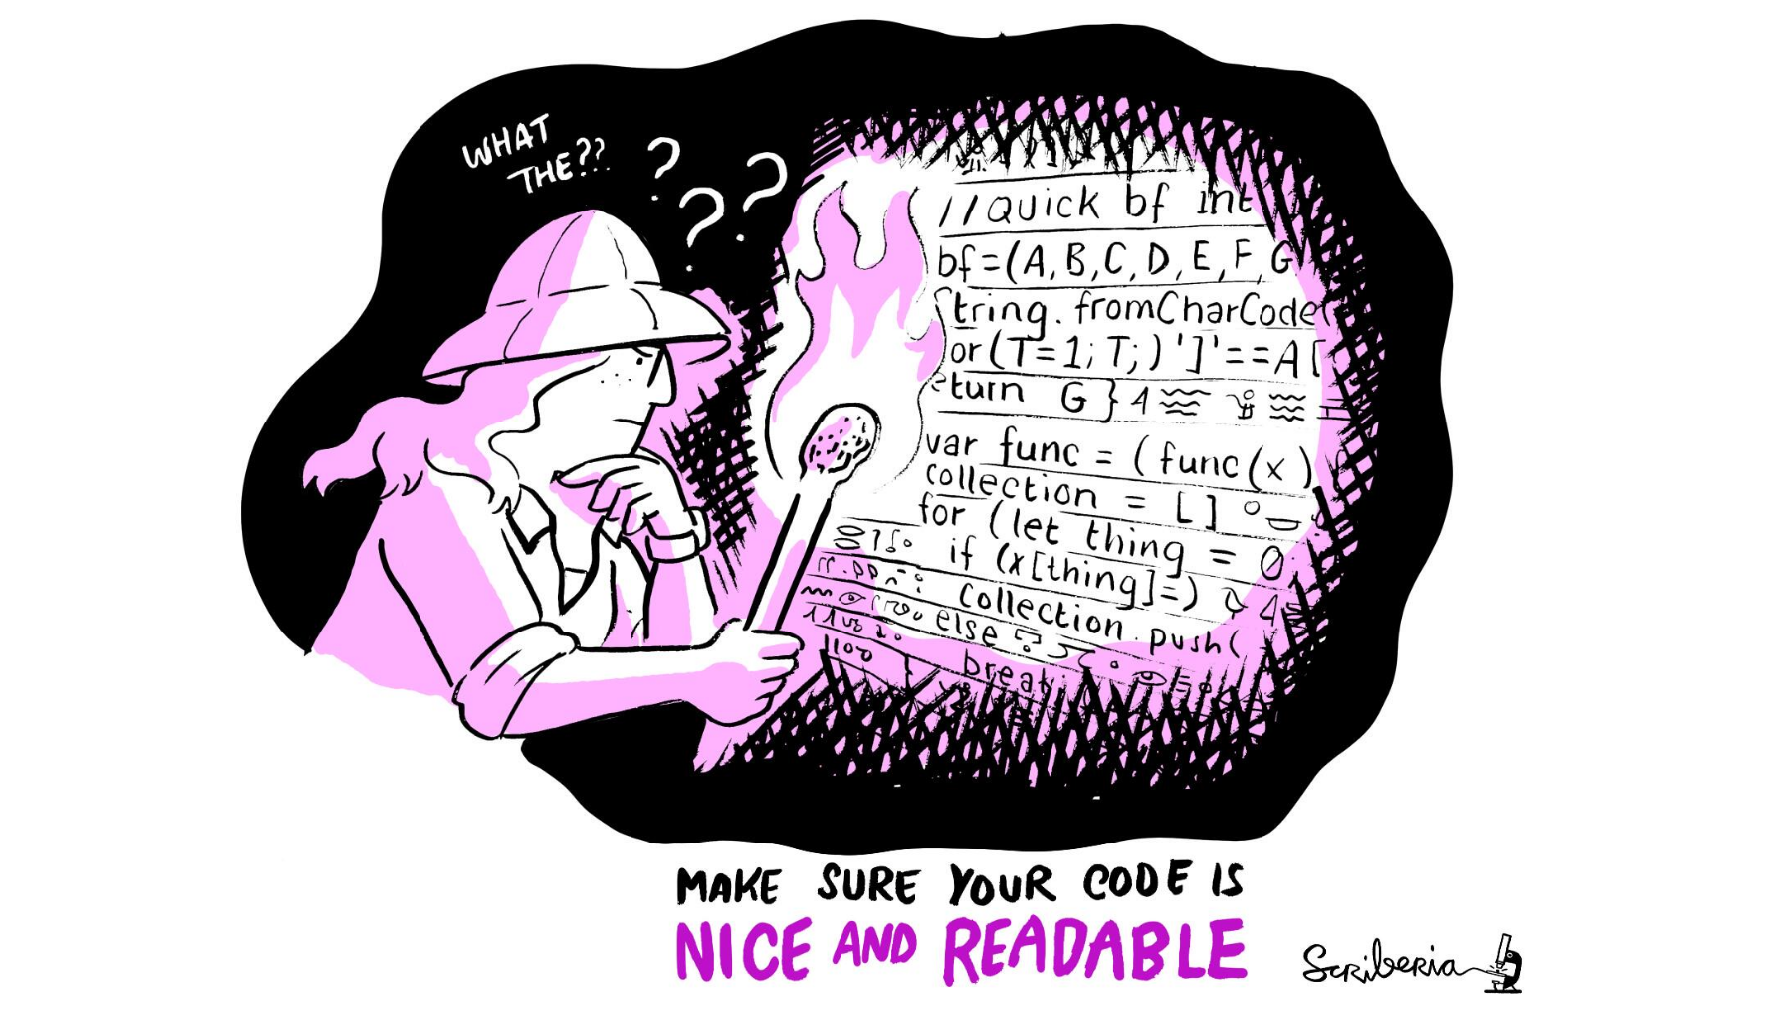 WHAT
THE??
? ? ?
//QUICK bf int
bf=(A,B,C,D,E,F,G
String.fromCharCode(
or(T=1;T;)']'==A[
eturn G}
var func = (func(x)
collection = []
for (let thing = 0
if (x[thing]=)
collection.push(
else
break
MAKE SURE YOUR CODE IS
NICE AND READABLE
Scriberia